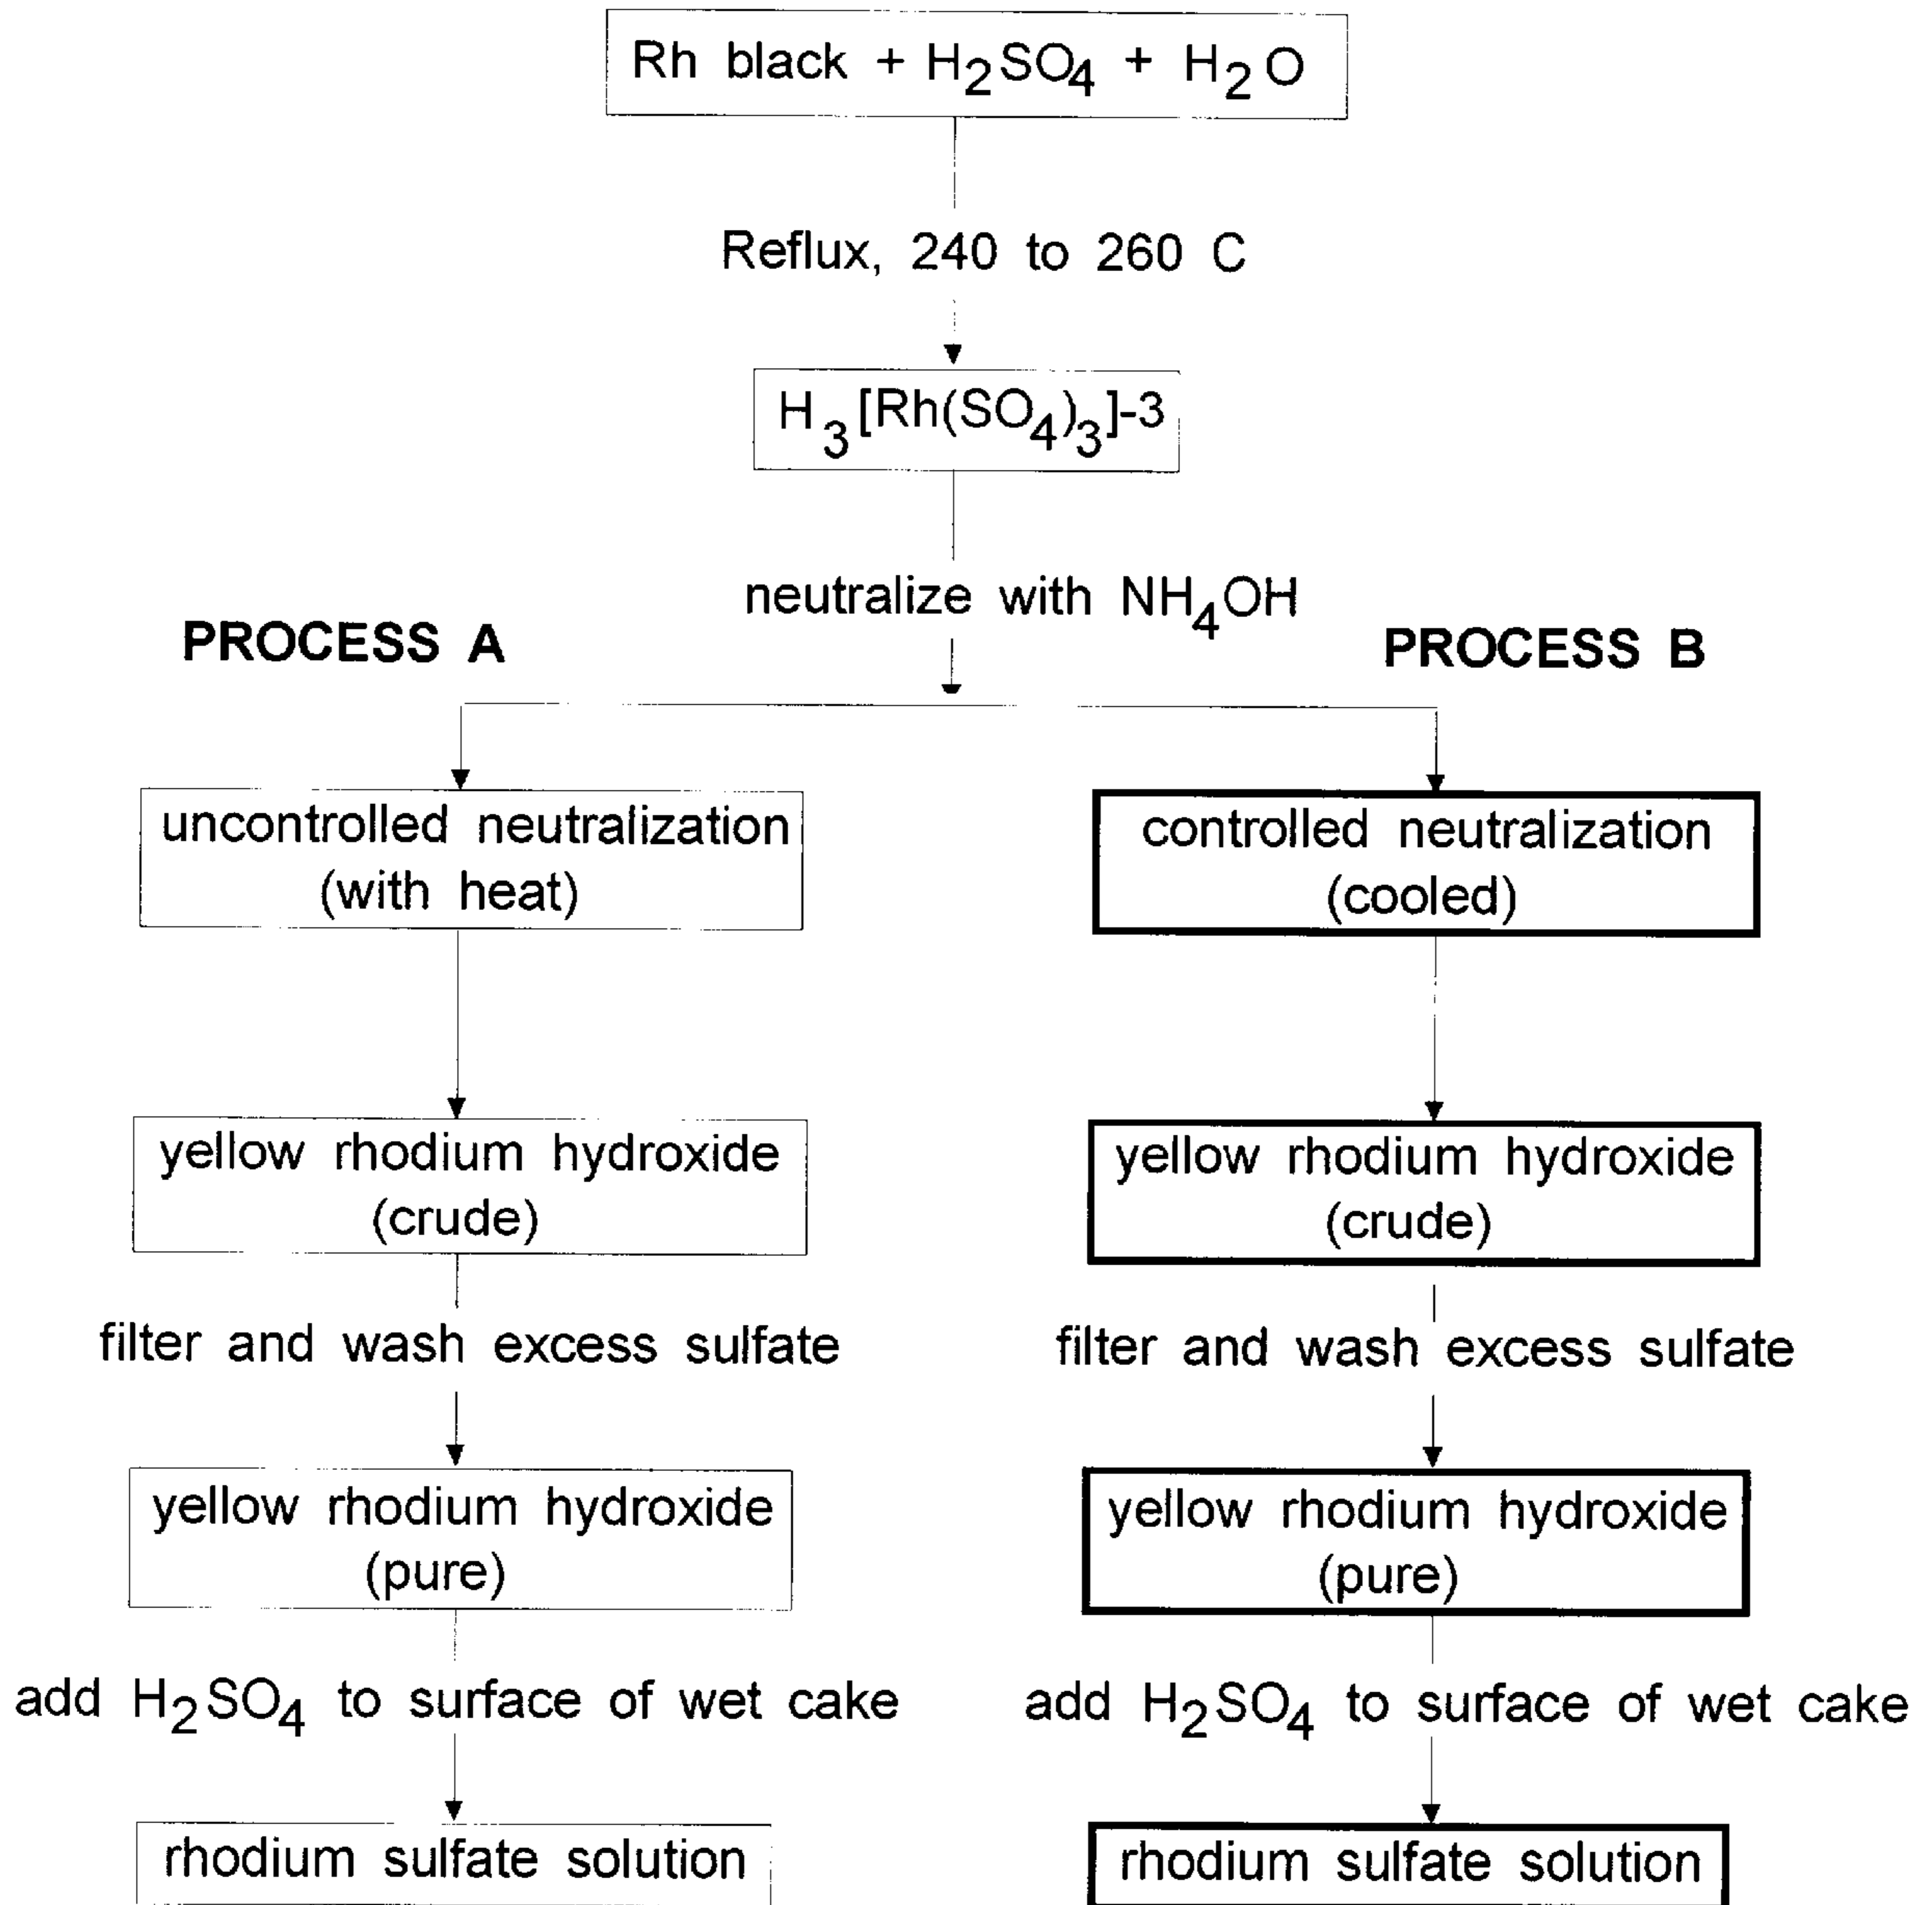 Rh black + H2SO4 + H2O
Reflux, 240 to 260 C
H3[Rh(SO4)3]-3
neutralize with NH4OH
PROCESS A
PROCESS B
uncontrolled neutralization
(with heat)
controlled neutralization
(cooled)
yellow rhodium hydroxide
(crude)
yellow rhodium hydroxide
(crude)
filter and wash excess sulfate
filter and wash excess sulfate
yellow rhodium hydroxide
(pure)
yellow rhodium hydroxide
(pure)
add H2SO4 to surface of wet cake
add H2SO4 to surface of wet cake
rhodium sulfate solution
rhodium sulfate solution